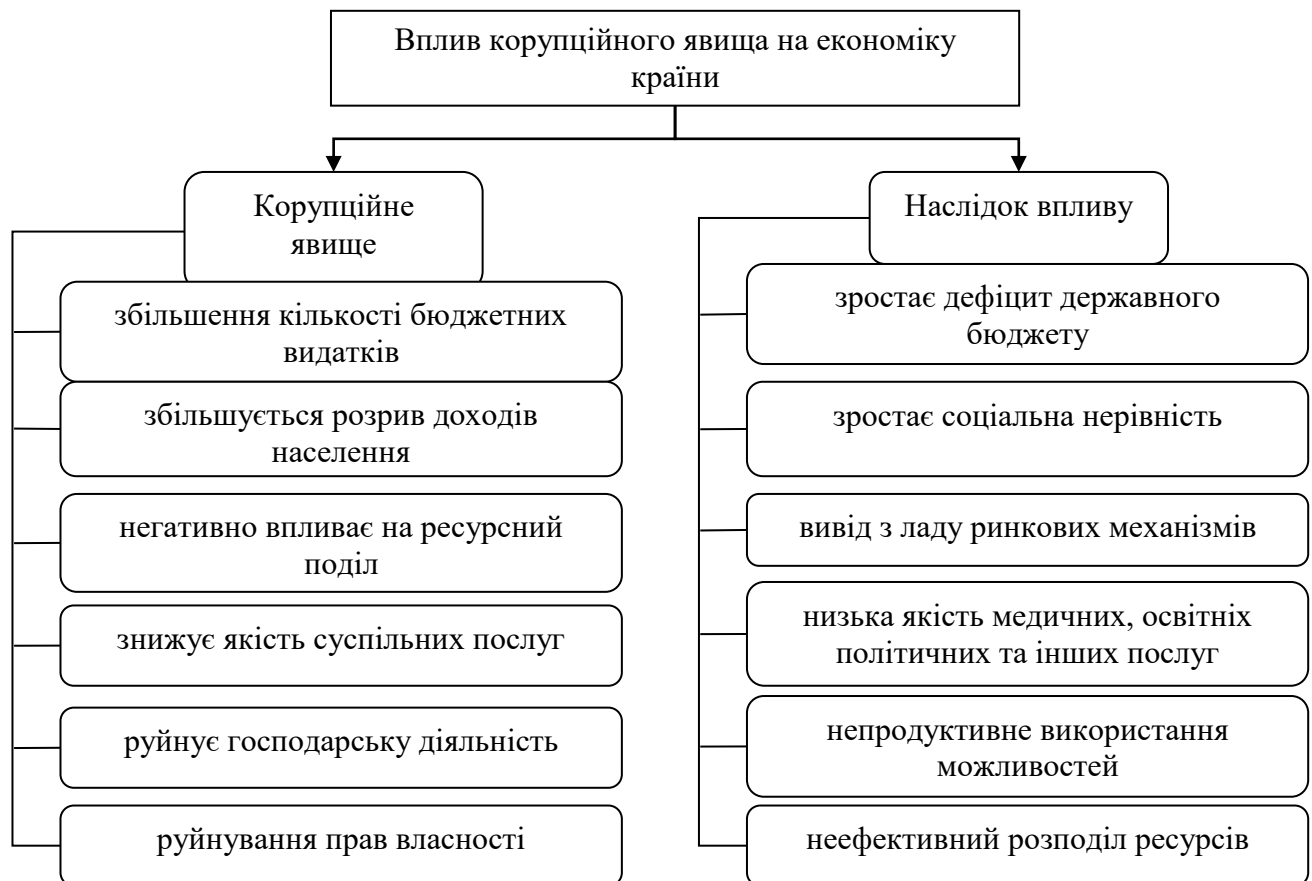 Вплив корупційного явища на економіку
країни
Корупційне
явище
збільшення кількості бюджетних
видатків
збільшується розрив доходів
населення
негативно впливає на ресурсний
поділ
знижує якість суспільних послуг
руйнує господарську діяльність
руйнування прав власності
Наслідок впливу
зростає дефіцит державного
бюджету
зростає соціальна нерівність
вивід з ладу ринкових механізмів
низька якість медичних, освітніх
політичних та інших послуг
непродуктивне використання
можливостей
неефективний розподіл ресурсів